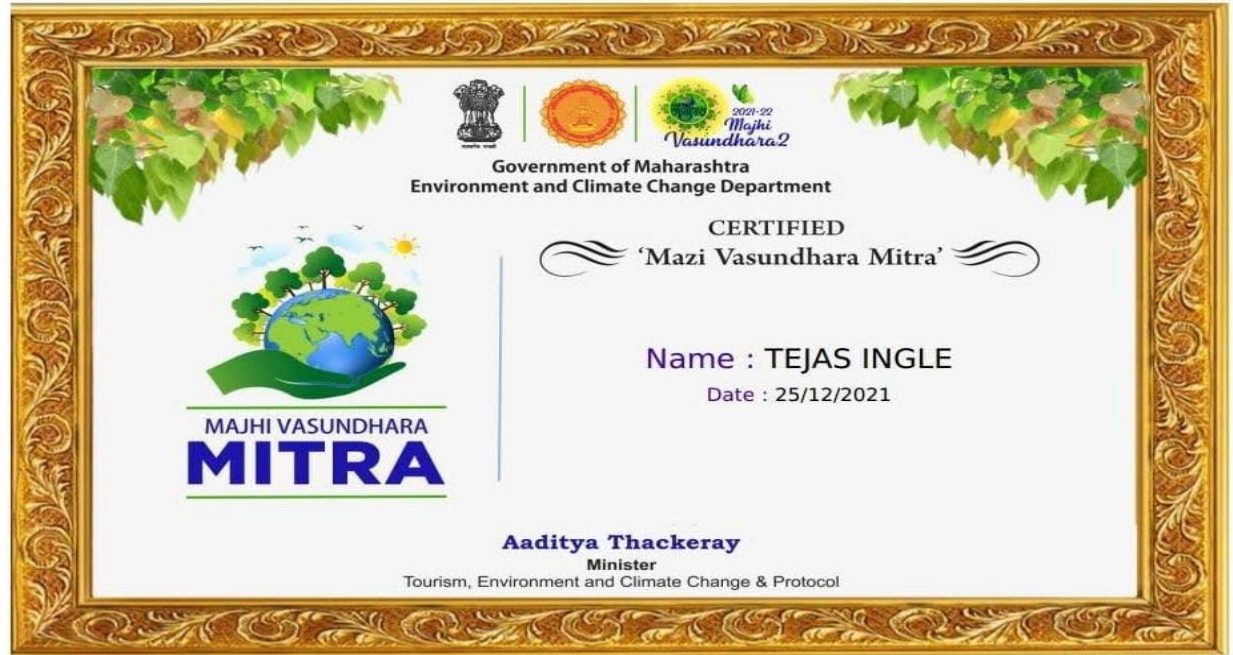 2021-22
Majhi
Vasundhara2
Government of Maharashtra
Environment and Climate Change Department
CERTIFIED
‘Mazi Vasundhara Mitra’
Name : TEJAS INGLE
Date : 25/12/2021
MAJHI VASUNDHARA
MITRA
Aaditya Thackeray
Minister
Tourism, Environment and Climate Change & Protocol